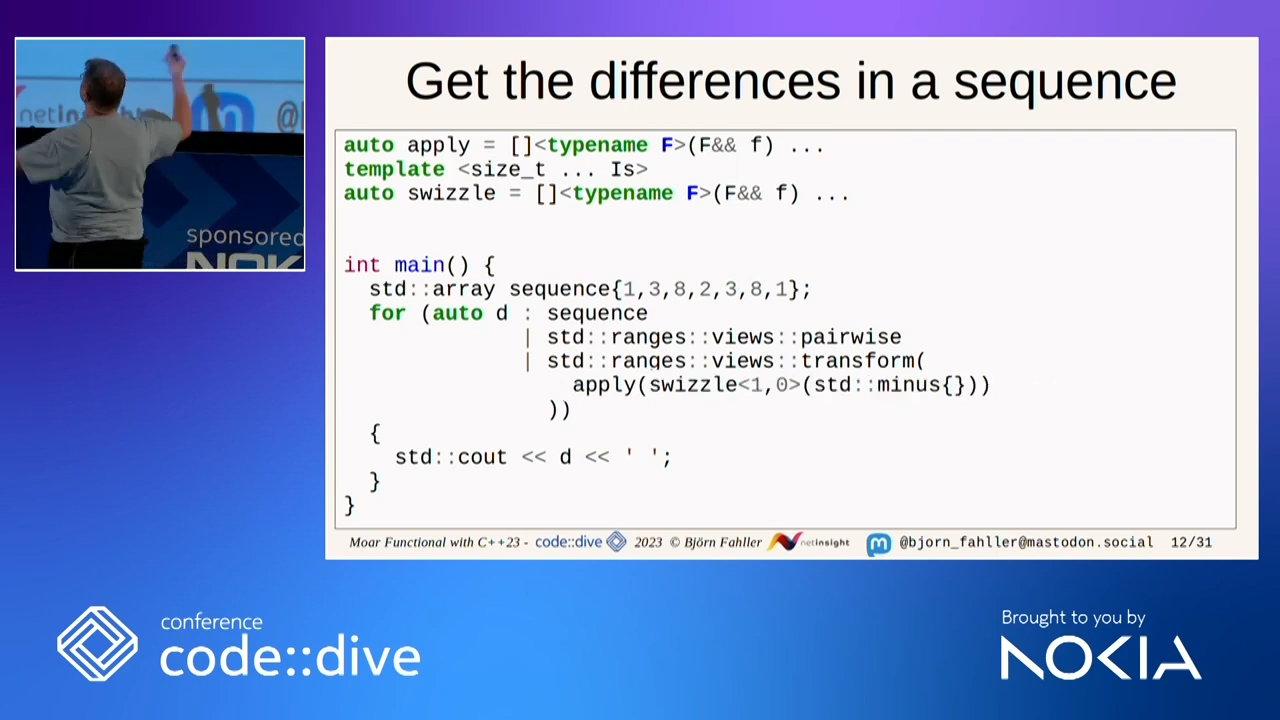 netinsight
@
sponsored
NOK
Get the differences in a sequence
auto apply = []<typename F>(F&& f) ...
template <size_t ... Is>
auto swizzle = []<typename F>(F&& f) ...
int main() {
std::array sequence{1,3,8,2,3,8,1};
for (auto d : sequence
| std::ranges::views::pairwise
| std::ranges::views::transform(
apply(swizzle<1,0>(std::minus{}))
))
{
std::cout << d << ' ';
}
}
Moar Functional with C++23 - code::dive 2023 © Björn Fahller netinsight @bjorn_fahller@mastodon.social 12/31
conference
code::dive
Brought to you by
NOKIA